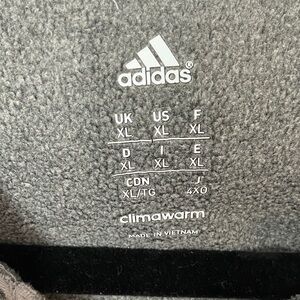 adidas
UK US F
XL XL XL
D I E
XL XL XL
CDN J
XL/TG 4XO
climawarm
MADE IN VIETNAM